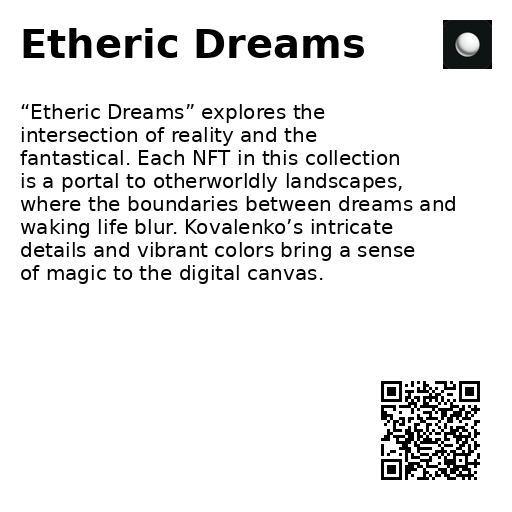 Etheric Dreams
“Etheric Dreams” explores the
intersection of reality and the
fantastical. Each NFT in this collection
is a portal to otherworldly landscapes,
where the boundaries between dreams and
waking life blur. Kovalenko’s intricate
details and vibrant colors bring a sense
of magic to the digital canvas.